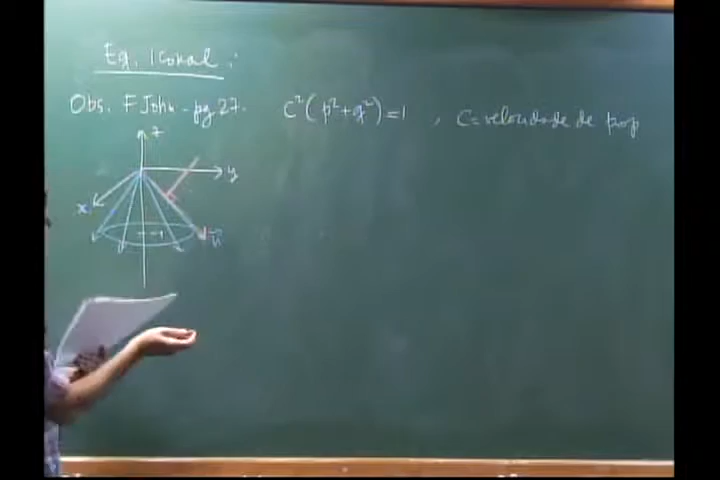 Eq. Iconal :
Obs. F John - pg 27. C²(p²+q²)=1 , C=velocidade de prop
z
y
x